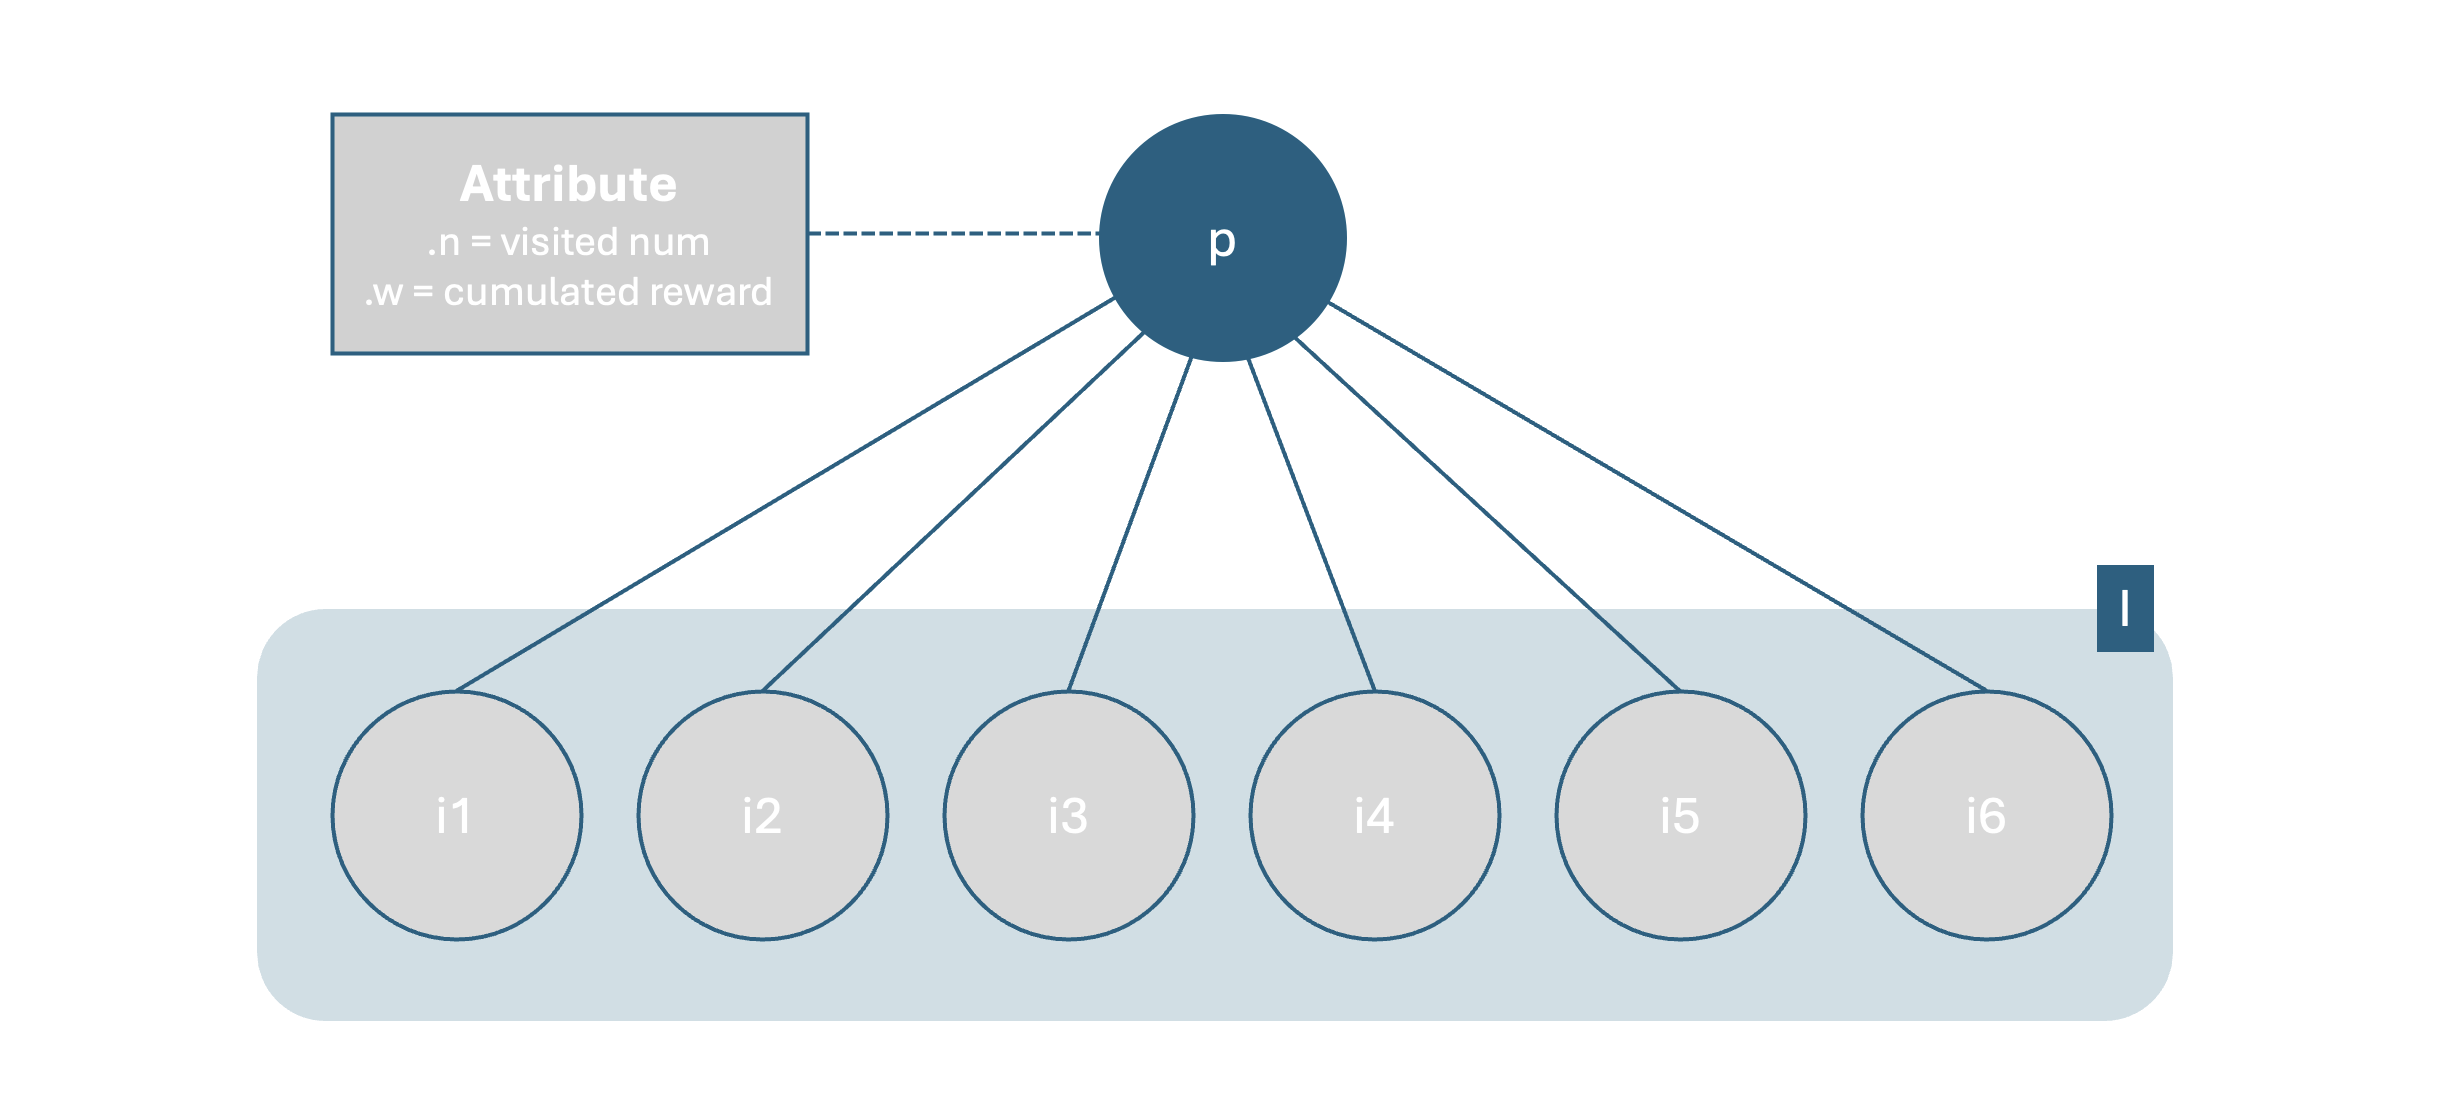 Attribute
.n = visited num
.w = cumulated reward
p
I
i1
i2
i3
i4
i5
i6